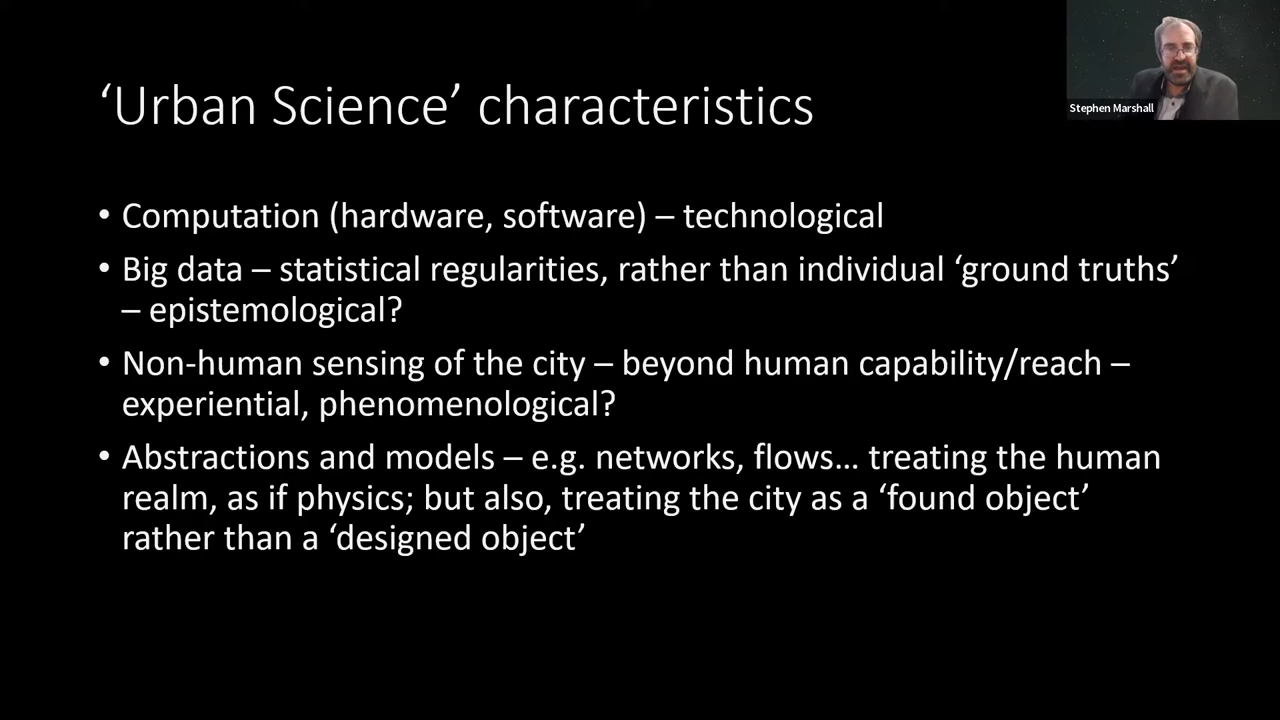 Stephen Marshall
‘Urban Science’ characteristics
• Computation (hardware, software) – technological
• Big data – statistical regularities, rather than individual ‘ground truths’
– epistemological?
• Non-human sensing of the city – beyond human capability/reach –
experiential, phenomenological?
• Abstractions and models – e.g. networks, flows… treating the human
realm, as if physics; but also, treating the city as a ‘found object’
rather than a ‘designed object’